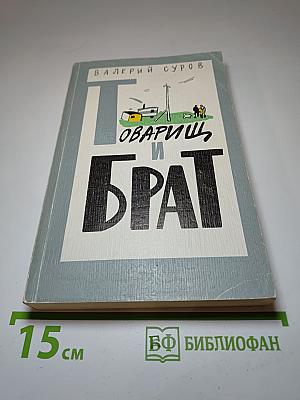 ВАЛЕРИЙ СУРОВ
ТОВАРИЩ
И
БРАТ
15 см
БФ БИБЛИОФАН